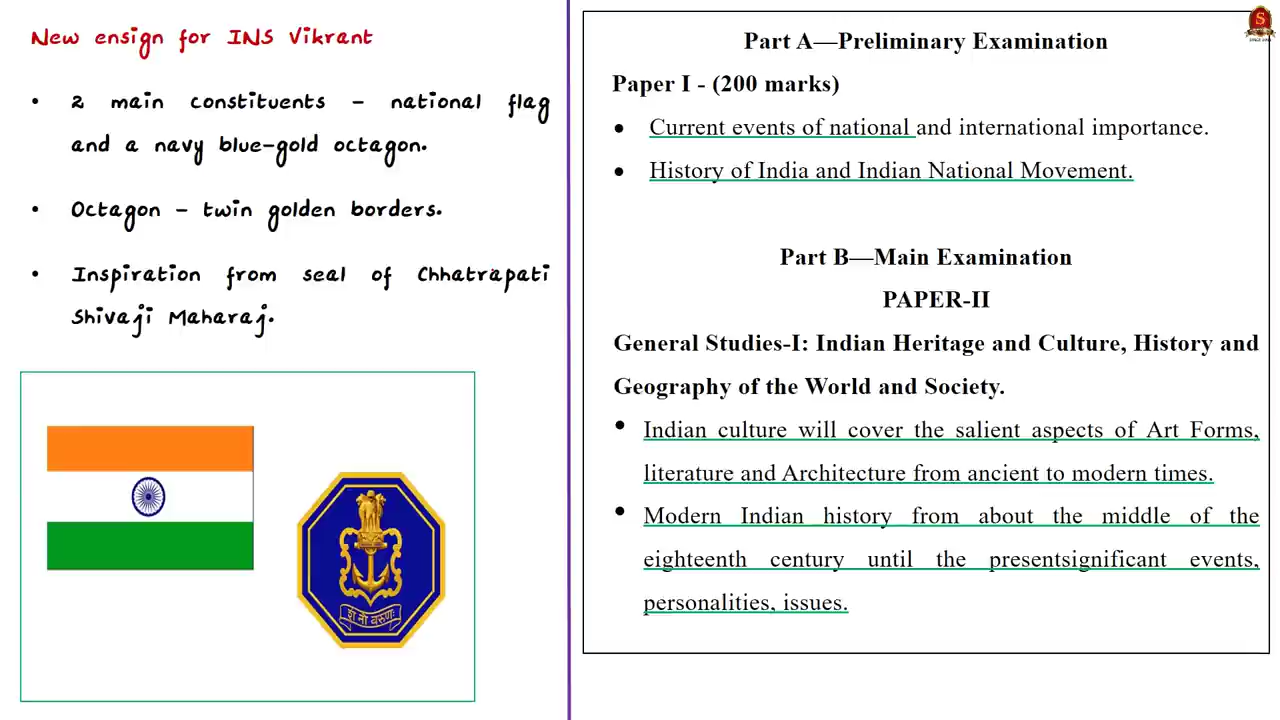 New ensign for INS Vikrant
• 2 main constituents - national flag
and a navy blue-gold octagon.
• Octagon - twin golden borders.
• Inspiration from seal of Chhatrapati
Shivaji Maharaj.
शं नो वरुणः
Part A—Preliminary Examination
Paper I - (200 marks)
• Current events of national and international importance.
• History of India and Indian National Movement.
Part B—Main Examination
PAPER-II
General Studies-I: Indian Heritage and Culture, History and
Geography of the World and Society.
• Indian culture will cover the salient aspects of Art Forms,
literature and Architecture from ancient to modern times.
• Modern Indian history from about the middle of the
eighteenth century until the presentsignificant events,
personalities, issues.
S